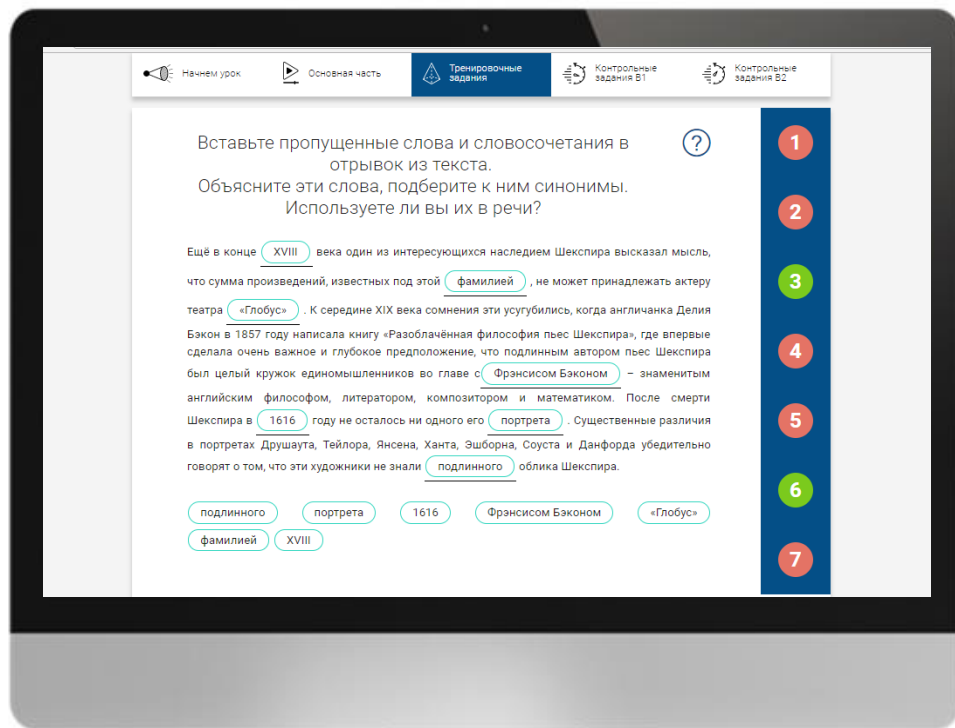 Начнем урок
Основная часть
Тренировочные
задания
Контрольные
задания В1
Контрольные
задания В2
Вставьте пропущенные слова и словосочетания в
отрывок из текста.
Объясните эти слова, подберите к ним синонимы.
Используете ли вы их в речи?
?
Ещё в конце XVIII века один из интересующихся наследием Шекспира высказал мысль,
что сумма произведений, известных под этой фамилией , не может принадлежать актеру
театра «Глобус» . К середине XIX века сомнения эти усугубились, когда англичанка Делия
Бэкон в 1857 году написала книгу «Разоблачённая философия пьес Шекспира», где впервые
сделала очень важное и глубокое предположение, что подлинным автором пьес Шекспира
был целый кружок единомышленников во главе с Фрэнсисом Бэконом – знаменитым
английским философом, литератором, композитором и математиком. После смерти
Шекспира в 1616 году не осталось ни одного его портрета . Существенные различия
в портретах Друшаута, Тейлора, Янсена, Ханта, Эшборна, Соуста и Данфорда убедительно
говорят о том, что эти художники не знали подлинного облика Шекспира.
подлинного портрета 1616 Фрэнсисом Бэконом «Глобус»
фамилией XVIII
1
2
3
4
5
6
7